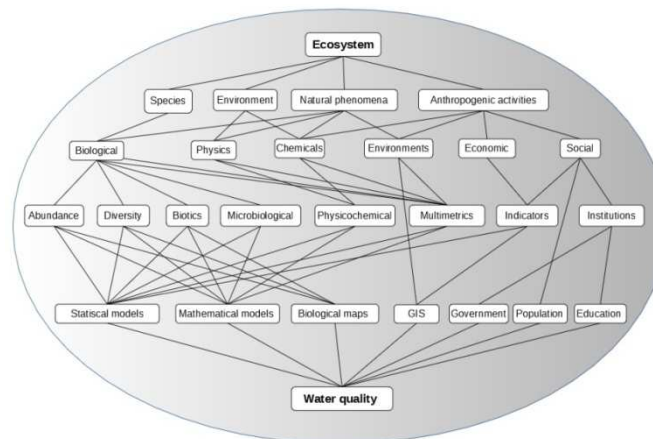 Ecosystem
Species Environment Natural phenomena Anthropogenic activities
Biological Physics Chemicals Environments Economic Social
Abundance Diversity Biotics Microbiological Physicochemical Multimetrics Indicators Institutions
Statiscal models Mathematical models Biological maps GIS Government Population Education
Water quality